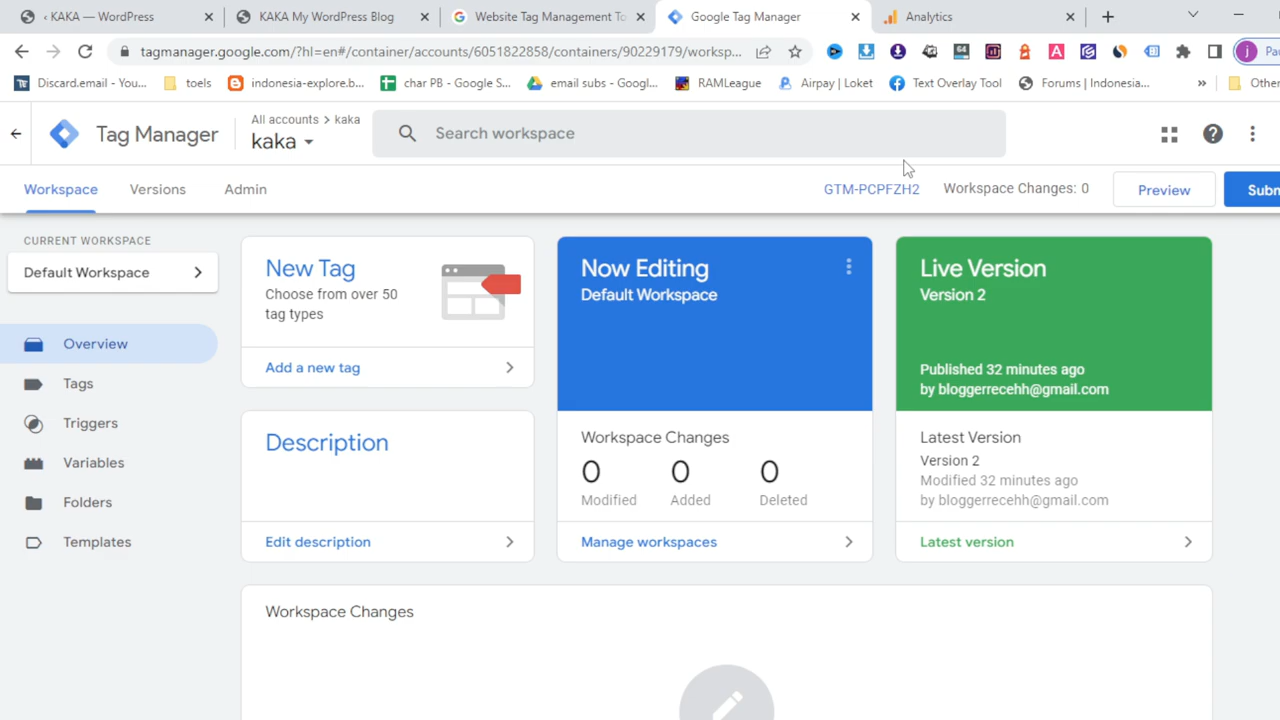 ‹ KAKA — WordPress
KAKA My WordPress Blog
Website Tag Management To
Google Tag Manager
Analytics
tagmanager.google.com/?hl=en#/container/accounts/6051822858/containers/90229179/worksp...
j
Pau
Discard.email - Yo...
toels
indonesia-explore.b...
char PB - Google S...
email subs – Googl...
RAMLeague
Airpay | Loket
Text Overlay Tool
Forums | Indonesia...
»
Other
Tag Manager
All accounts > kaka
kaka
Search workspace
Workspace
Versions
Admin
GTM-PCPFZH2
Workspace Changes: 0
Preview
Subm
CURRENT WORKSPACE
Default Workspace
Overview
Tags
Triggers
Variables
Folders
Templates
New Tag
Choose from over 50
tag types
Add a new tag
Description
Edit description
Now Editing
Default Workspace
Workspace Changes
0 0 0
Modified Added Deleted
Manage workspaces
Live Version
Version 2
Published 32 minutes ago
by bloggerrecehh@gmail.com
Latest Version
Version 2
Modified 32 minutes ago
by bloggerrecehh@gmail.com
Latest version
Workspace Changes